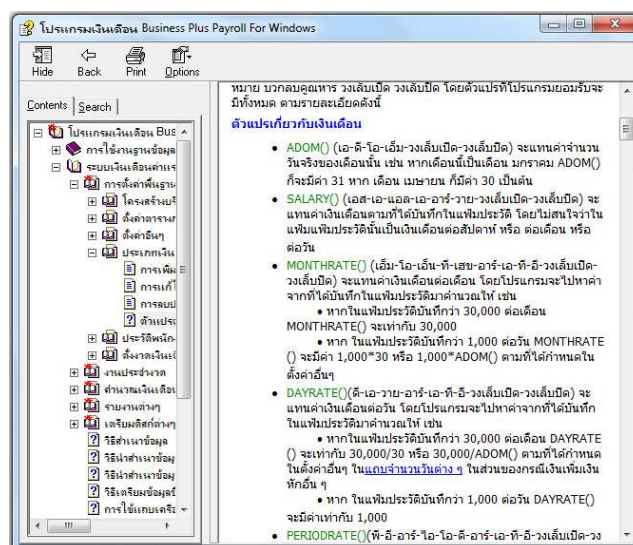 โปรแกรมเงินเดือน Business Plus Payroll For Windows
Hide
Back
Print
Options
Contents
Search
โปรแกรมเงินเดือน Bus
การใช้งานฐานข้อมูล
ระบบเงินเดือนค่าแร
การตั้งค่าพื้นฐาน
โครงสร้างบริ
ตั้งค่าตารางภ
ตั้งค่าอื่นๆ
ประเภทเงิน
การเพิ่ม
การแก้ไ
การลบป
ตัวแปรเ
ประวัติพนัก
ตั้งงวดเงินเดื
งานประจำงวด
คำนวณเงินเดือน
รายงานต่างๆ
เตรียมดิสก์ต่างๆ
วิธีสำเนาข้อมูล
วิธีนำสำเนาข้อมู
วิธีนำสำเนาข้อมู
วิธีเตรียมข้อมูลปี
การใช้แถบเครื่อ
หมาย บวกลบคูณหาร วงเล็บเปิด วงเล็บปิด โดยตัวแปรที่โปรแกรมยอมรับจะ
มีทั้งหมด ตามรายละเอียดดังนี้
ตัวแปรเกี่ยวกับเงินเดือน
• ADOM() (เอ-ดี-โอ-เอ็ม-วงเล็บเปิด-วงเล็บปิด) จะแทนค่าจำนวน
วันจริงของเดือนนั้น เช่น หากเดือนนี้เป็นเดือน มกราคม ADOM()
ก็จะมีค่า 31 หาก เดือน เมษายน ก็มีค่า 30 เป็นต้น
• SALARY() (เอส-เอ-แอล-เอ-อาร์-วาย-วงเล็บเปิด-วงเล็บปิด) จะ
แทนค่าเงินเดือนตามที่ได้บันทึกในแฟ้มประวัติ โดยไม่สนใจว่าใน
แฟ้มแฟ้มประวัตินั้นเป็นเงินเดือนต่อสัปดาห์ หรือ ต่อเดือน หรือ
ต่อวัน
• MONTHRATE() (เอ็ม-โอ-เอ็น-ที-เฮช-อาร์-เอ-ที-อี-วงเล็บเปิด-
วงเล็บปิด) จะแทนค่าเงินเดือนต่อเดือน โดยโปรแกรมจะไปหาค่า
จากที่ได้บันทึกในแฟ้มประวัติมาคำนวณให้ เช่น
• หากในแฟ้มประวัติบันทึกว่า 30,000 ต่อเดือน
MONTHRATE() จะเท่ากับ 30,000
• หากในแฟ้มประวัติบันทึกว่า 1,000 ต่อวัน MONTHRATE
() จะมีค่า 1,000*30 หรือ 1,000*ADOM() ตามที่ได้กำหนดใน
ตั้งค่าอื่นๆ
• DAYRATE()(ดี-เอ-วาย-อาร์-เอ-ที-อี-วงเล็บเปิด-วงเล็บปิด) จะ
แทนค่าเงินเดือนต่อวัน โดยโปรแกรมจะไปหาค่าจากที่ได้บันทึก
ในแฟ้มประวัติมาคำนวณให้ เช่น
• หากในแฟ้มประวัติบันทึกว่า 30,000 ต่อเดือน DAYRATE
() จะเท่ากับ 30,000/30 หรือ 30,000/ADOM() ตามที่ได้กำหนด
ในตั้งค่าอื่นๆ ในแถบจำนวนวันต่าง ๆ ในส่วนของกรณีเงินเพิ่มเงิน
หักอื่น ๆ
• หาก ในแฟ้มประวัติบันทึกว่า 1,000 ต่อวัน DAYRATE()
จะมีค่าเท่ากับ 1,000
• PERIODRATE()(พี-อี-อาร์-ไอ-โอ-ดี-อาร์-เอ-ที-อี-วงเล็บเปิด-วง